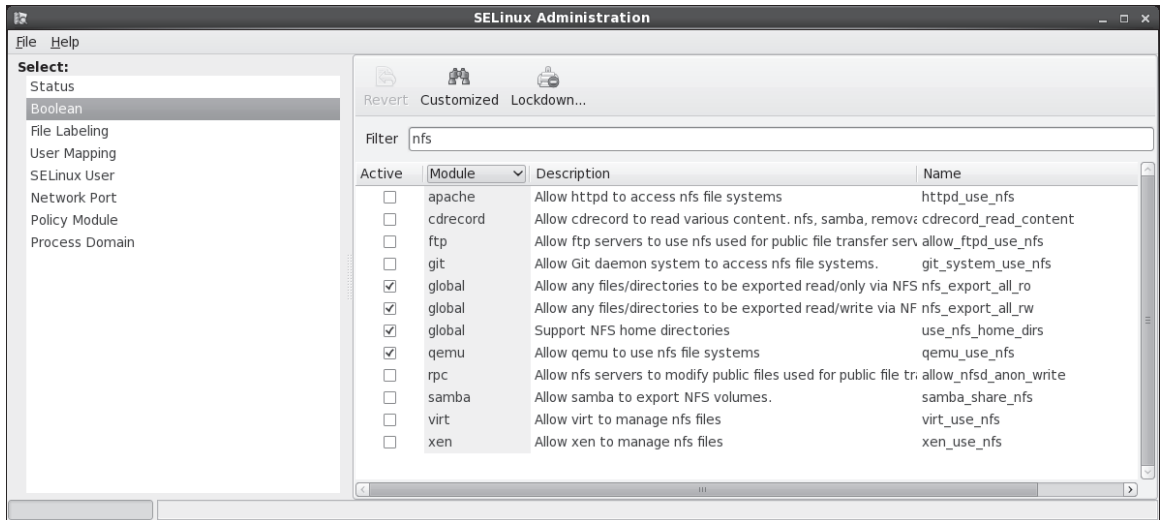 SELinux Administration
File Help
Select:
Status
Boolean
File Labeling
User Mapping
SELinux User
Network Port
Policy Module
Process Domain
Revert Customized Lockdown...
Filter nfs
Active Module Description Name
apache Allow httpd to access nfs file systems httpd_use_nfs
cdrecord Allow cdrecord to read various content. nfs, samba, remova cdrecord_read_content
ftp Allow ftp servers to use nfs used for public file transfer serv allow_ftpd_use_nfs
git Allow Git daemon system to access nfs file systems. git_system_use_nfs
global Allow any files/directories to be exported read/only via NFS nfs_export_all_ro
global Allow any files/directories to be exported read/write via NF nfs_export_all_rw
global Support NFS home directories use_nfs_home_dirs
qemu Allow qemu to use nfs file systems qemu_use_nfs
rpc Allow nfs servers to modify public files used for public file tra allow_nfsd_anon_write
samba Allow samba to export NFS volumes. samba_share_nfs
virt Allow virt to manage nfs files virt_use_nfs
xen Allow xen to manage nfs files xen_use_nfs